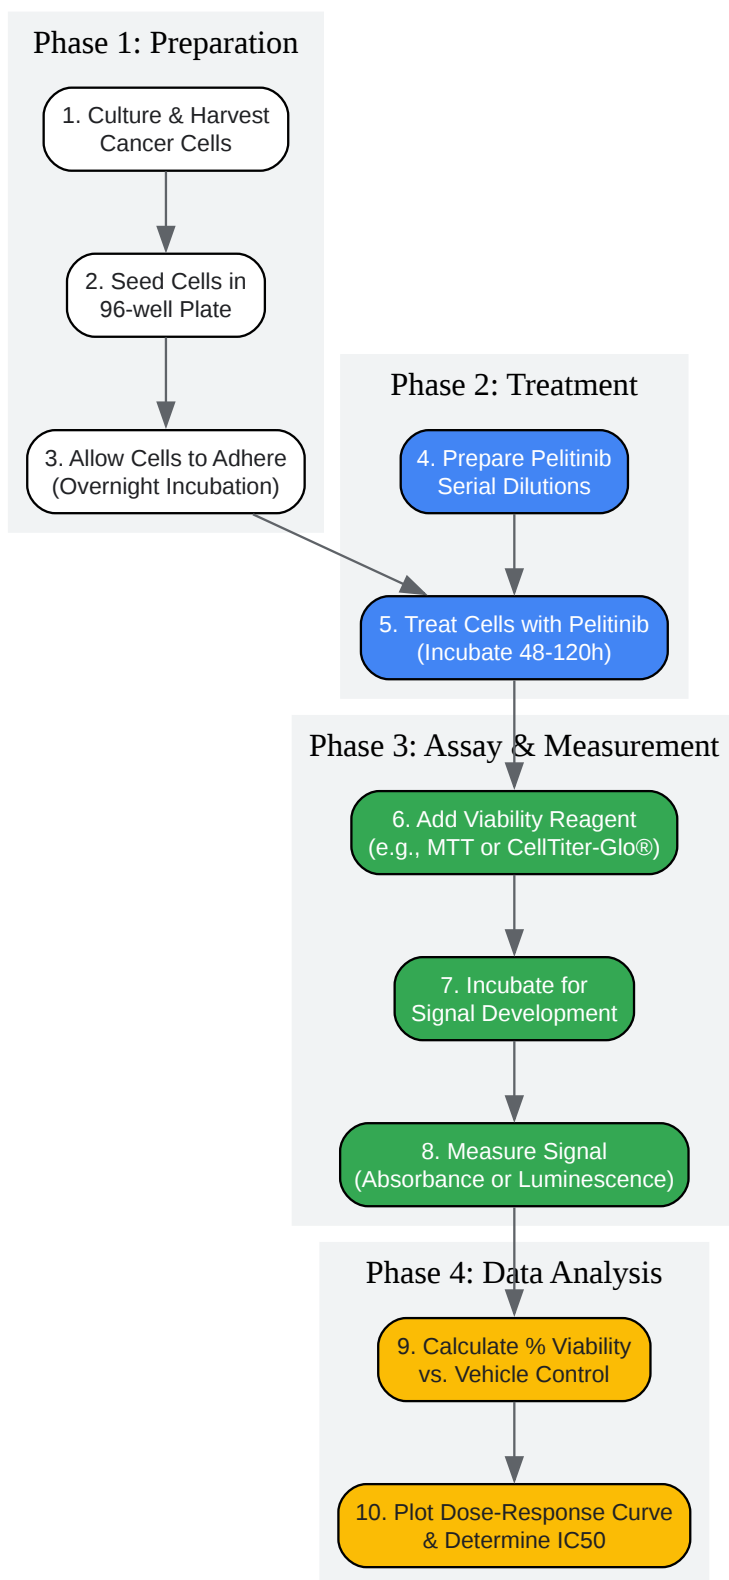 Phase 1: Preparation
1. Culture & Harvest
Cancer Cells
2. Seed Cells in
96-well Plate
3. Allow Cells to Adhere
(Overnight Incubation)
Phase 2: Treatment
4. Prepare Pelitinib
Serial Dilutions
5. Treat Cells with Pelitinib
(Incubate 48-120h)
Phase 3: Assay & Measurement
6. Add Viability Reagent
(e.g., MTT or CellTiter-Glo®)
7. Incubate for
Signal Development
8. Measure Signal
(Absorbance or Luminescence)
Phase 4: Data Analysis
9. Calculate % Viability
vs. Vehicle Control
10. Plot Dose-Response Curve
& Determine IC50